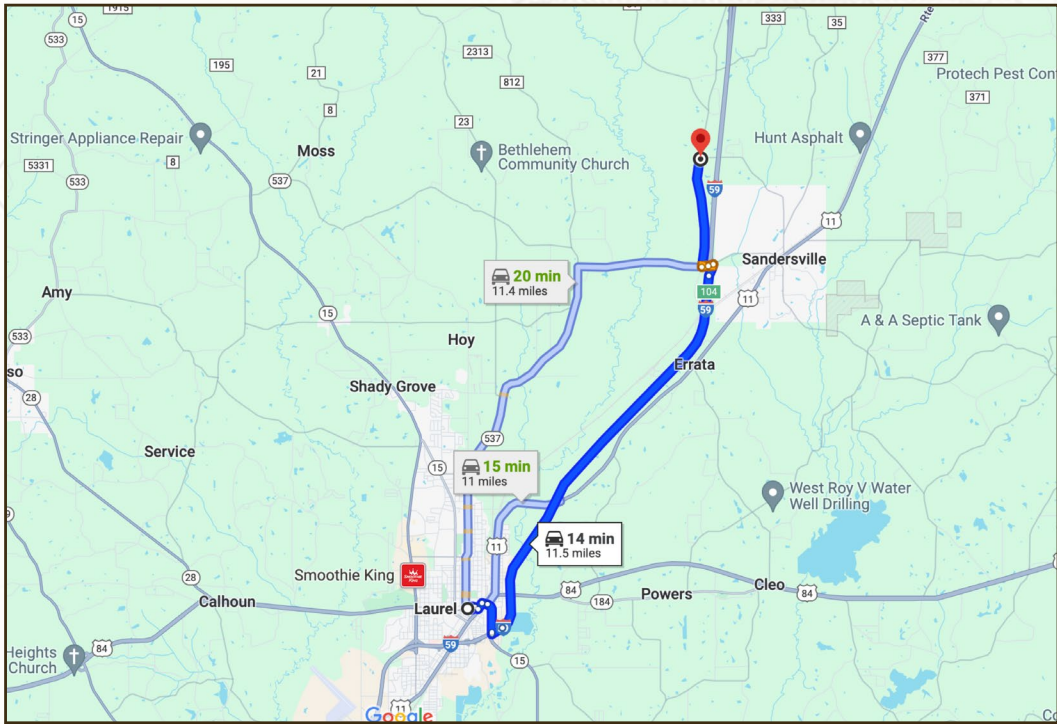 1915
15
533
333
35
Rte
2313
195
21
812
377
Protech Pest Con
371
8
23
Stringer Appliance Repair
Hunt Asphalt
Moss
Bethlehem
Community Church
5331
8
533
537
59
11
Sandersville
20 min
11.4 miles
Amy
104
11
59
15
A & A Septic Tank
533
Hoy
so
Errata
Shady Grove
28
537
Service
15
15 min
11 miles
West Roy V Water
Well Drilling
14 min
11.5 miles
11
Smoothie King
28
84
Cleo
84
Calhoun
Laurel
184
Powers
84
59
Heights
Church
84
15
11
Google